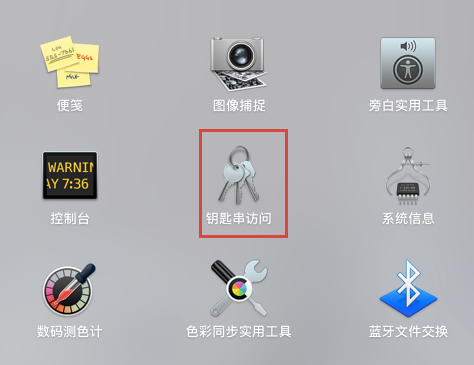 便笺
图像捕捉
旁白实用工具
WARNIN
AY 7:36
控制台
钥匙串访问
系统信息
数码测色计
色彩同步实用工具
蓝牙文件交换